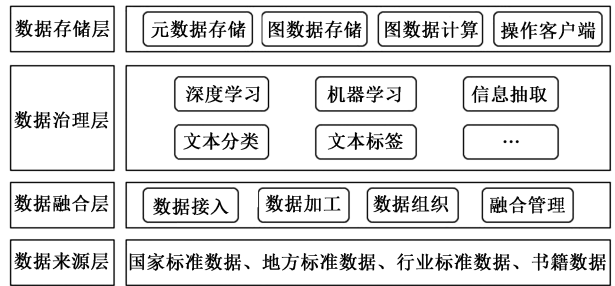 数据存储层 元数据存储 图数据存储 图数据计算 操作客户端
数据治理层
深度学习 机器学习 信息抽取
文本分类 文本标签 …
数据融合层 数据接入 数据加工 数据组织 融合管理
数据来源层 国家标准数据、地方标准数据、行业标准数据、书籍数据